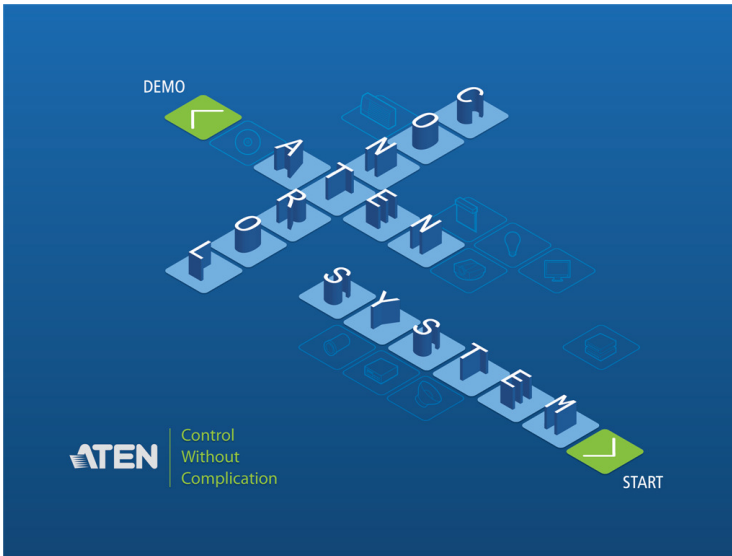 DEMO
ATEN
CONTROL
SYSTEM
ATEN
Control
Without
Complication
START